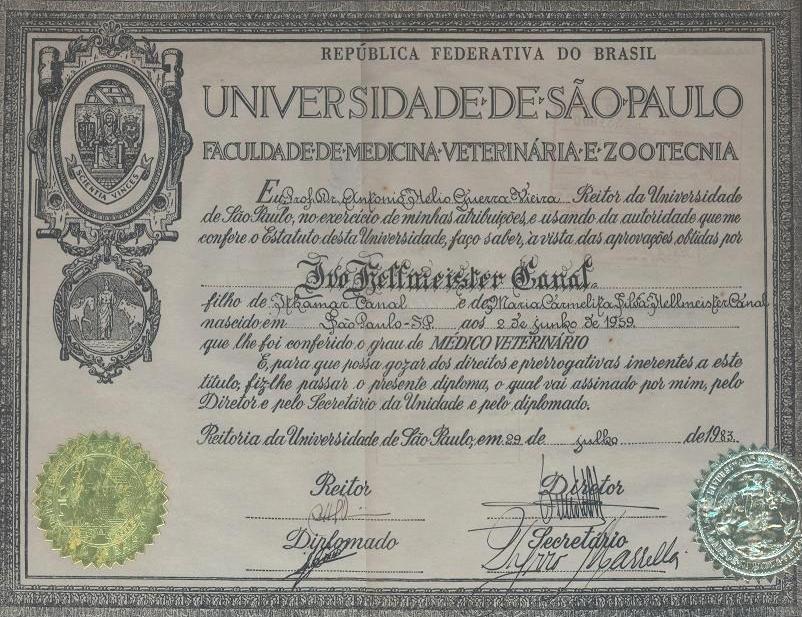 REPÚBLICA FEDERATIVA DO BRASIL
UNIVERSIDADE·DE·SÃO·PAULO
FACULDADE·DE·MEDICINA·VETERINÁRIA·E·ZOOTECNIA
SCIENTIA VINCES
Eu, Prof. Dr. Antonio Helio Guerra Vieira Reitor da Universidade
de São Paulo, no exercício de minhas atribuições, e usando da autoridade que me
confere o Estatuto desta Universidade, faço saber, à vista das aprovações obtidas por
Ivo Hellmeister Canal
filho de Ithamar Canal e de Maria Carmelita Silva Hellmeister Canal
nascido em São Paulo-SP. aos 2 de junho de 1959.
que lhe foi conferido o grau de MÉDICO VETERINÁRIO
E, para que possa gozar dos direitos e prerrogativas inerentes a este
título, fiz-lhe passar o presente diploma, o qual vai assinado por mim, pelo
Diretor e pelo Secretário da Unidade e pelo diplomado.
Reitoria da Universidade de São Paulo, em 29 de julho de 1983.
Reitor
Diretor
Diplomado
Secretário